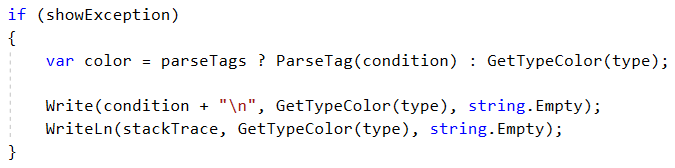 if (showException)
{
var color = parseTags ? ParseTag(condition) : GetTypeColor(type);
Write(condition + "\n", GetTypeColor(type), string.Empty);
WriteLn(stackTrace, GetTypeColor(type), string.Empty);
}